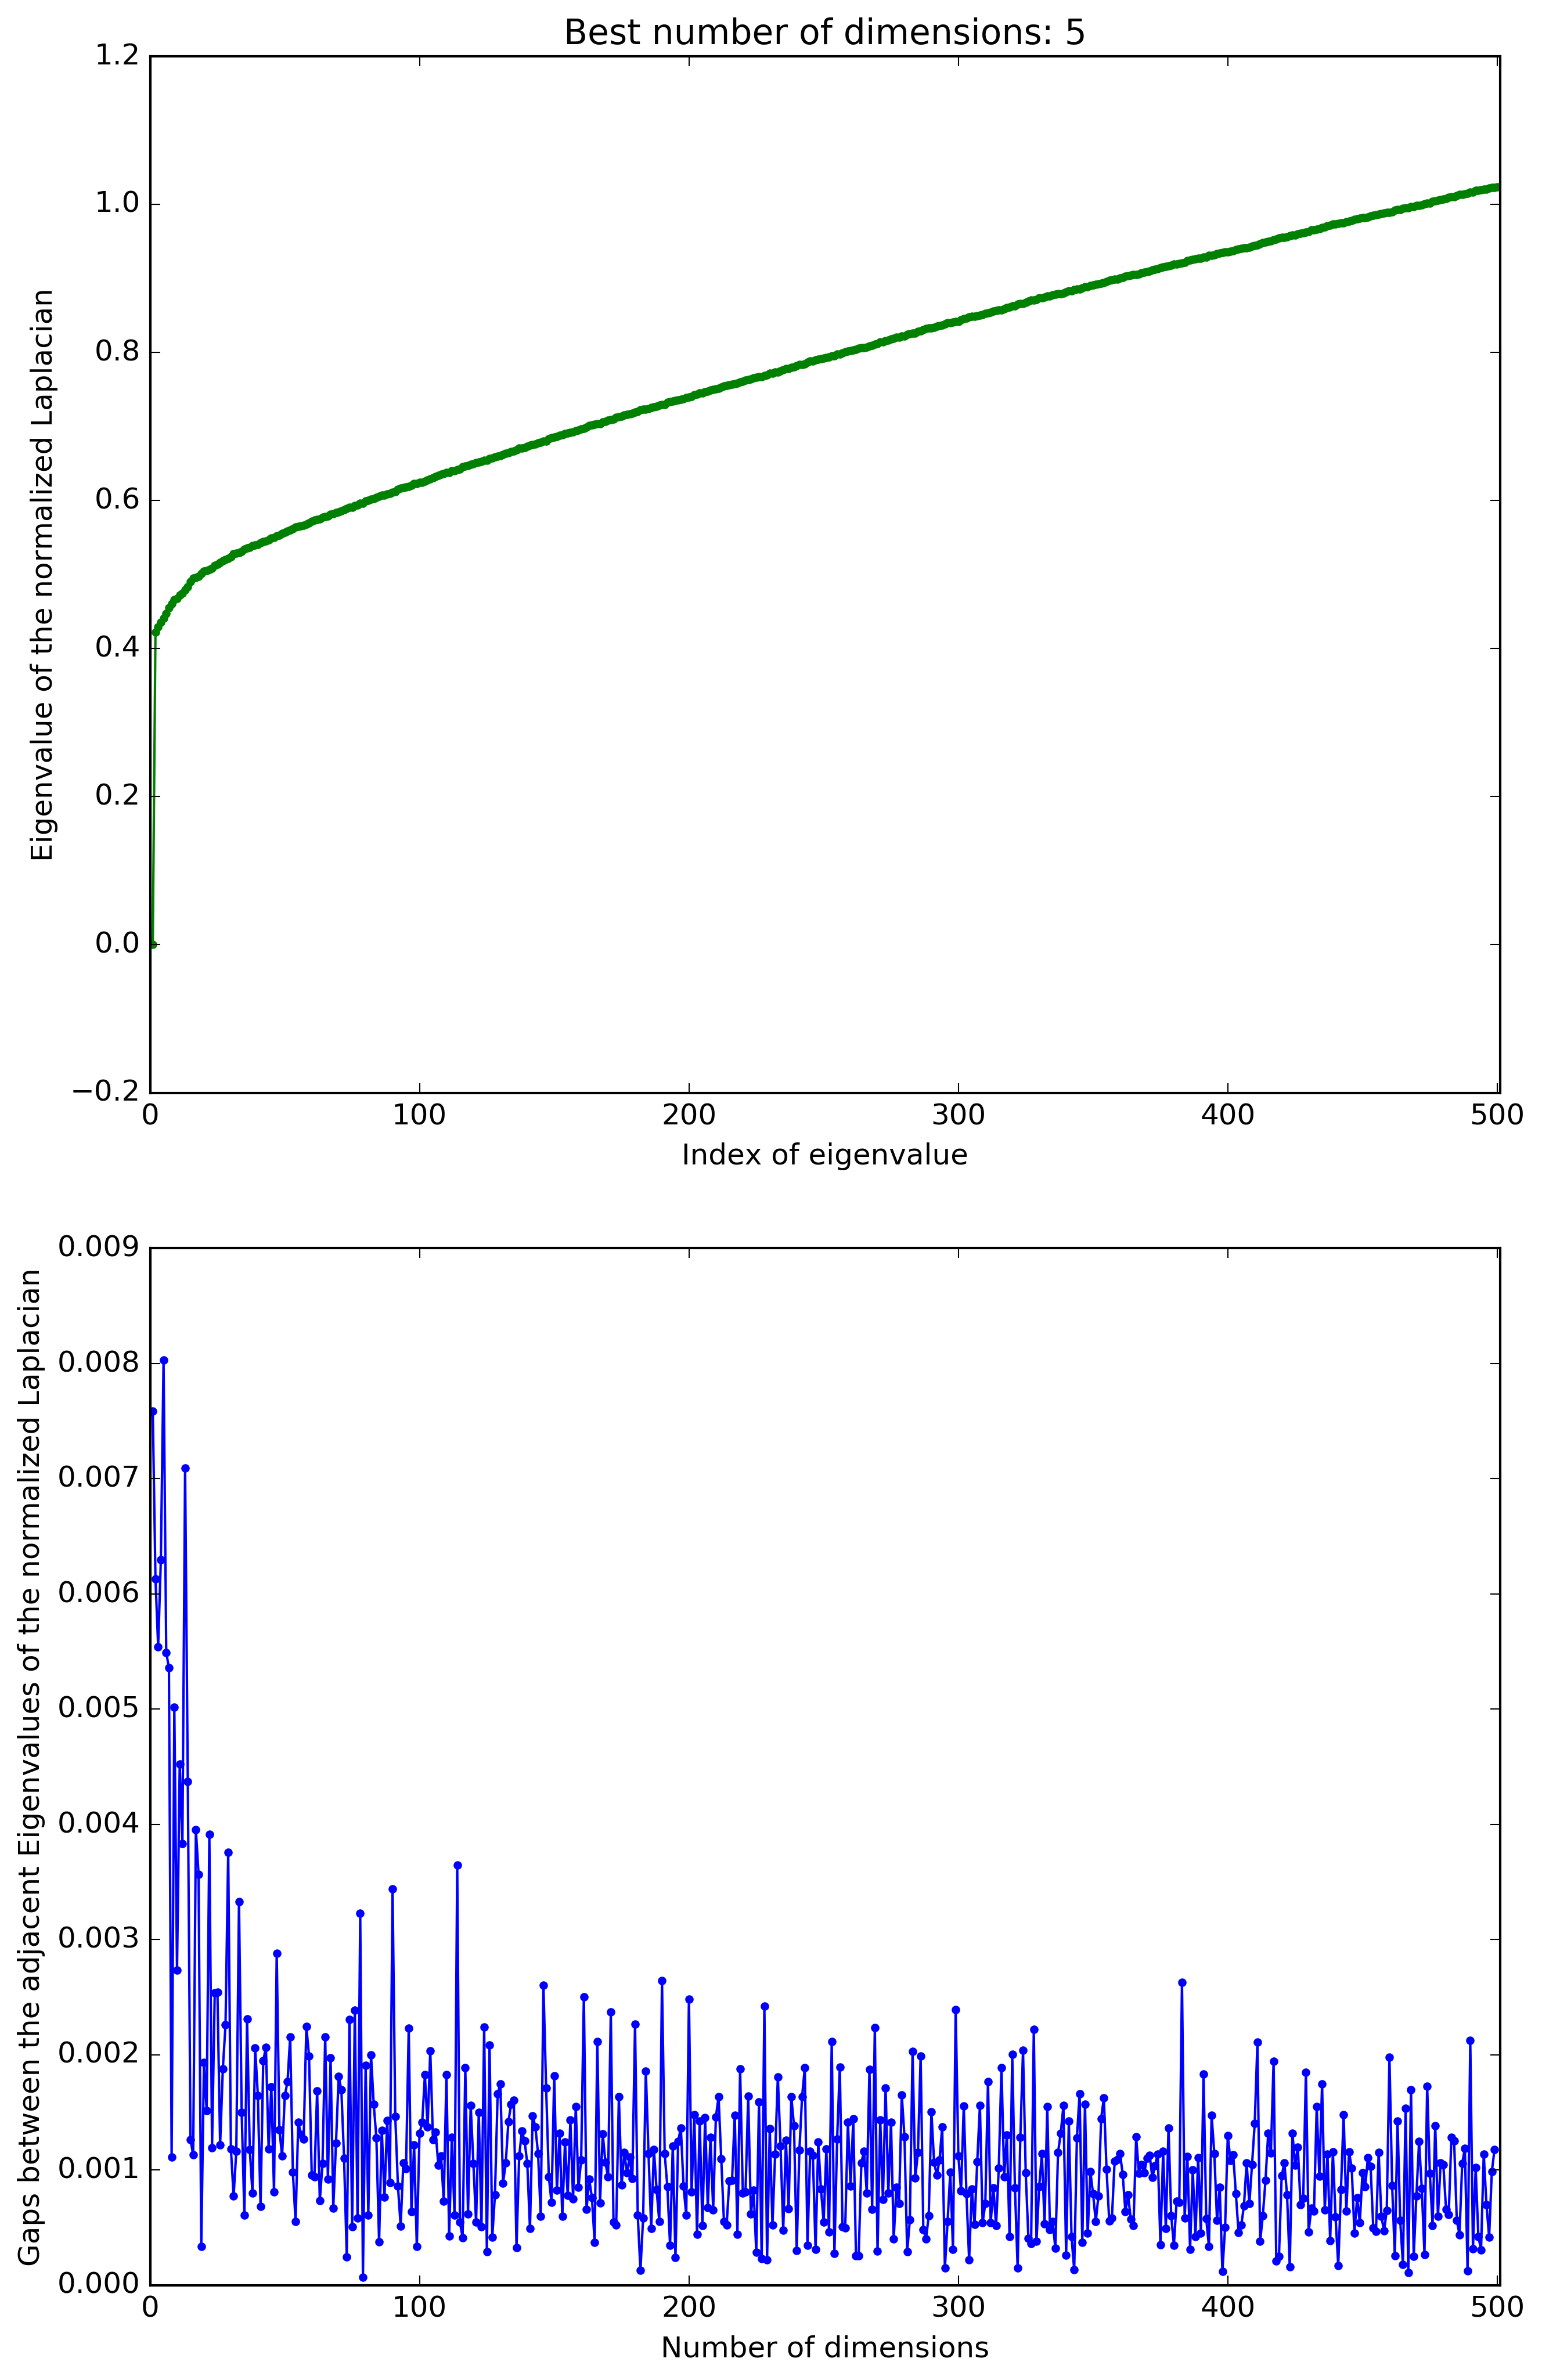 Best number of dimensions: 5
1.2
1.0
0.8
0.6
0.4
0.2
0.0
−0.2
Eigenvalue of the normalized Laplacian
0 100 200 300 400 500
Index of eigenvalue
0.009
0.008
0.007
0.006
0.005
0.004
0.003
0.002
0.001
0.000
Gaps between the adjacent Eigenvalues of the normalized Laplacian
0 100 200 300 400 500
Number of dimensions